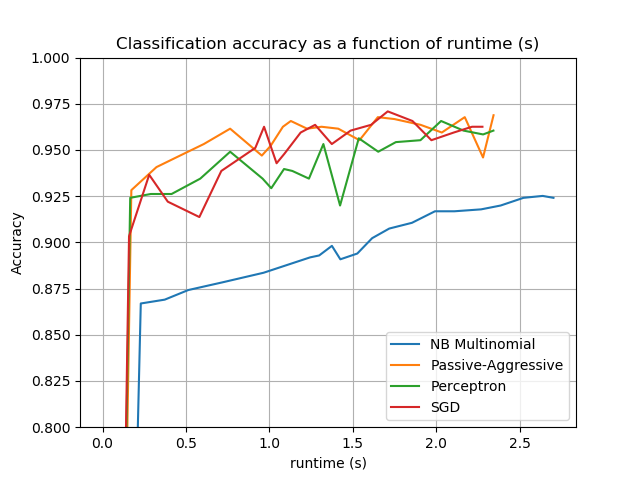 Classification accuracy as a function of runtime (s)
1.000
0.975
0.950
0.925
0.900
0.875
0.850
0.825
0.800
Accuracy
NB Multinomial
Passive-Aggressive
Perceptron
SGD
0.0 0.5 1.0 1.5 2.0 2.5
runtime (s)